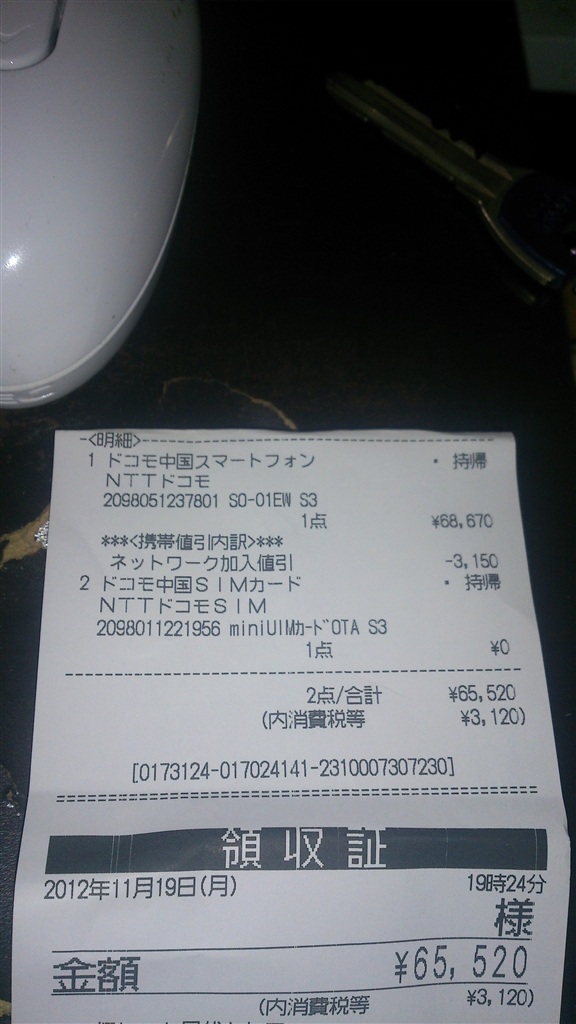 -<明細>
1 ドコモ中国スマートフォン ・ 持帰
NTTドコモ
2098051237801 SO-01EW S3
1点 ¥68,670
***<携帯値引内訳>***
ネットワーク加入値引 -3,150
2 ドコモ中国SIMカード ・ 持帰
NTTドコモSIM
2098011221956 miniUIMｶｰﾄﾞOTA S3
1点 ¥0
2点/合計 ¥65,520
(内消費税等 ¥3,120)
[0173124-017024141-2310007307230]
領収証
2012年11月19日(月) 19時24分
様
金額 ¥65,520
(内消費税等 ¥3,120)